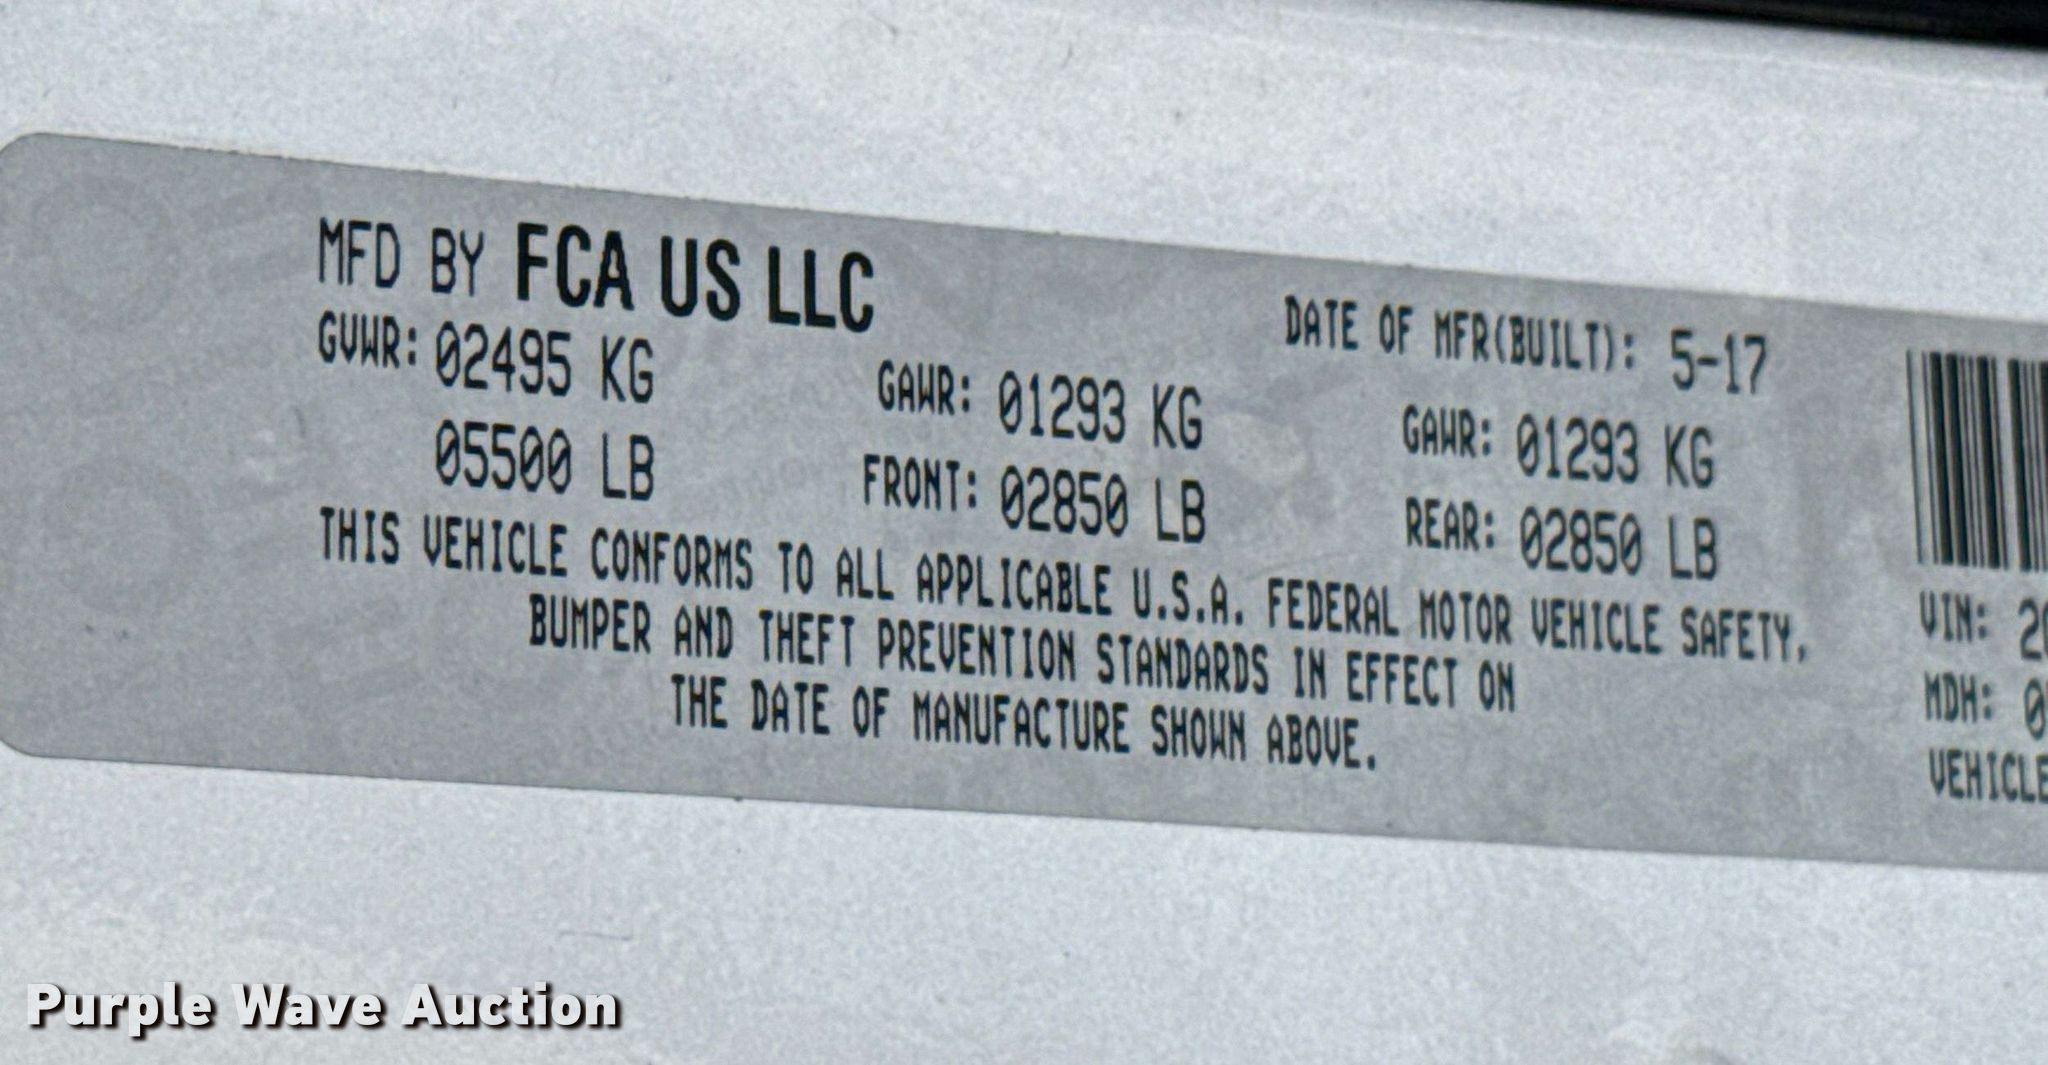 MFD BY FCA US LLC
DATE OF MFR(BUILT): 5-17
GVWR: 02495 KG GAWR: 01293 KG GAWR: 01293 KG
05500 LB FRONT: 02850 LB REAR: 02850 LB
THIS VEHICLE CONFORMS TO ALL APPLICABLE U.S.A. FEDERAL MOTOR VEHICLE SAFETY,
BUMPER AND THEFT PREVENTION STANDARDS IN EFFECT ON
THE DATE OF MANUFACTURE SHOWN ABOVE.
VIN: 2
MDH: 0
VEHICLE
Purple Wave Auction